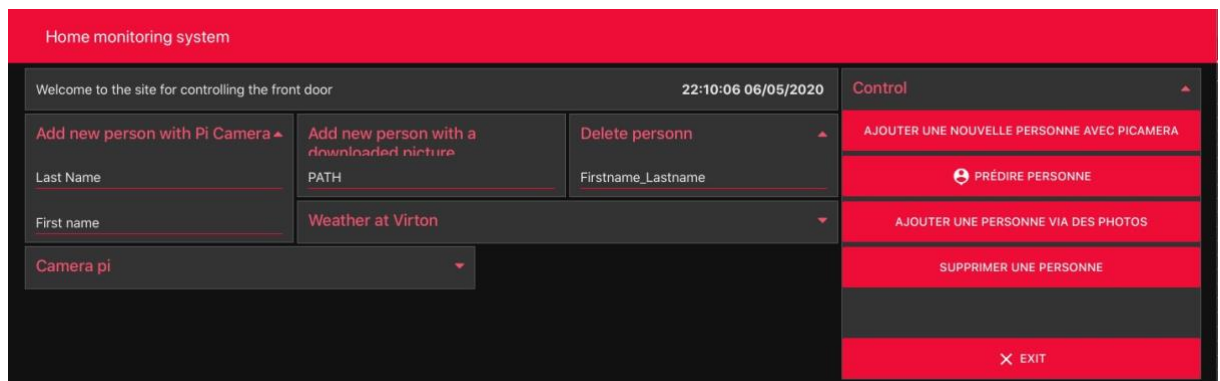 Home monitoring system
Welcome to the site for controlling the front door
22:10:06 06/05/2020
Control
Add new person with Pi Camera
Add new person with a
downloaded picture
Delete personn
AJOUTER UNE NOUVELLE PERSONNE AVEC PICAMERA
Last Name
PATH
Firstname_Lastname
PRÉDIRE PERSONNE
First name
Weather at Virton
AJOUTER UNE PERSONNE VIA DES PHOTOS
Camera pi
SUPPRIMER UNE PERSONNE
EXIT